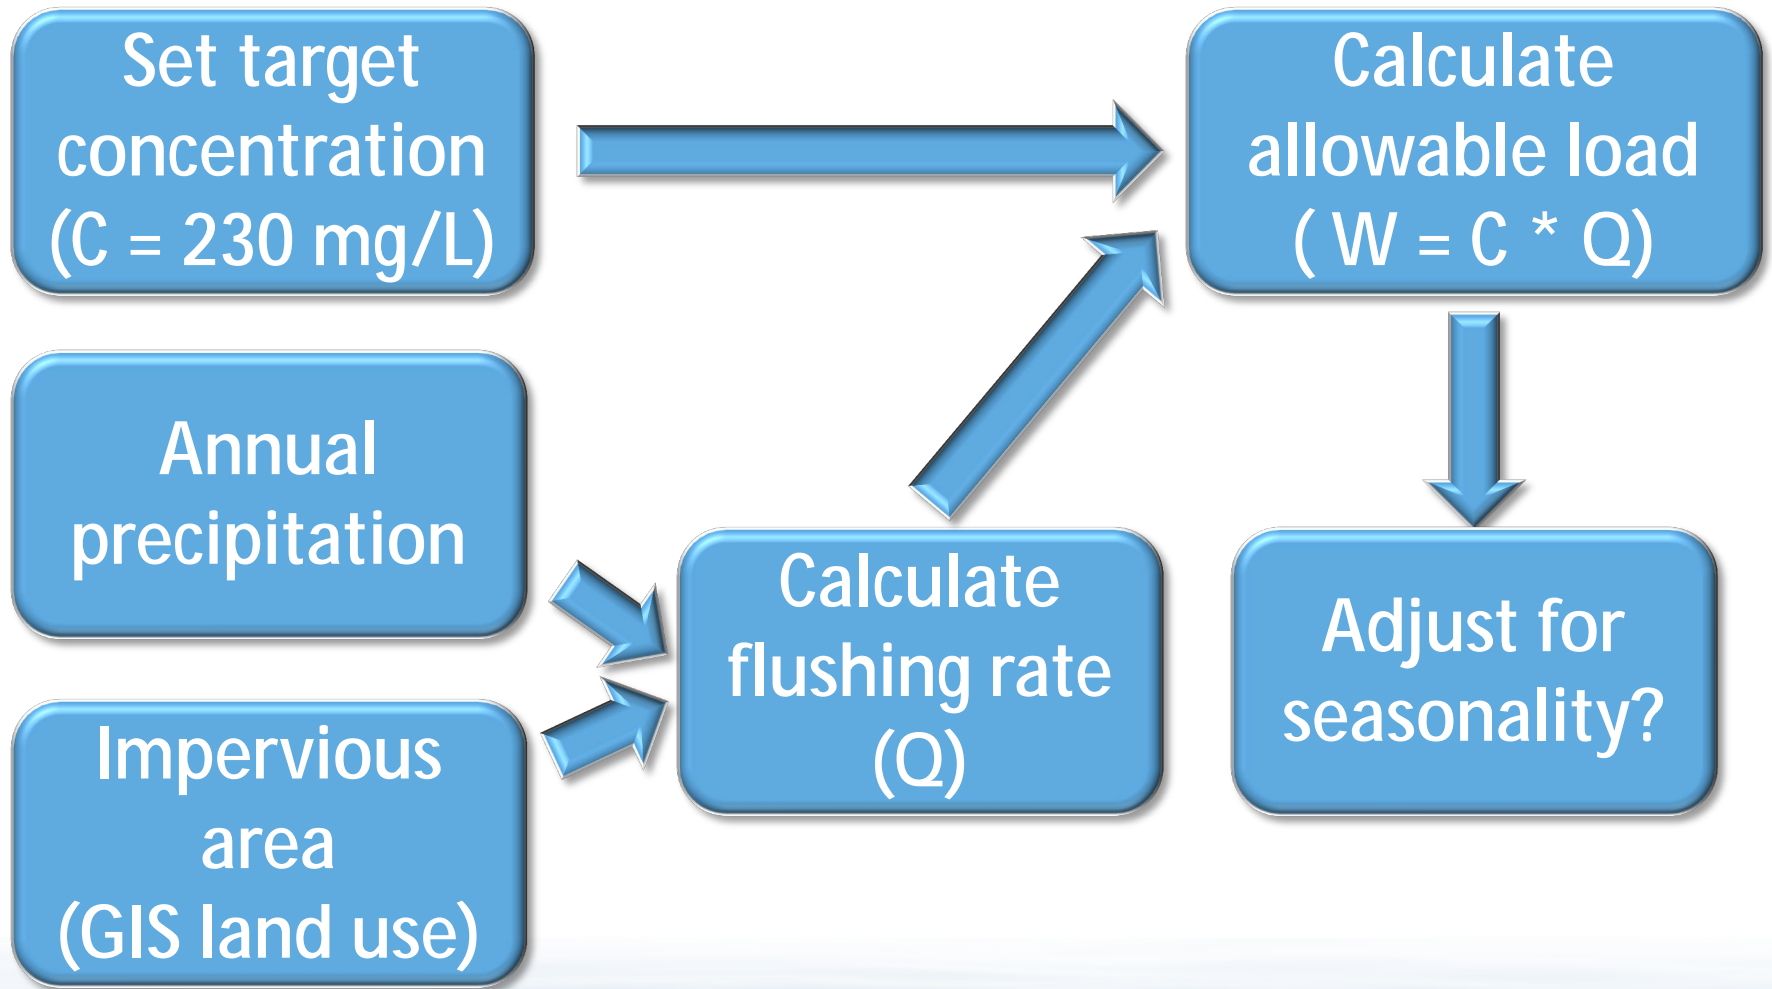 Set target
concentration
(C = 230 mg/L)
Calculate
allowable load
( W = C * Q)
Annual
precipitation
Calculate
flushing rate
(Q)
Adjust for
seasonality?
Impervious
area
(GIS land use)